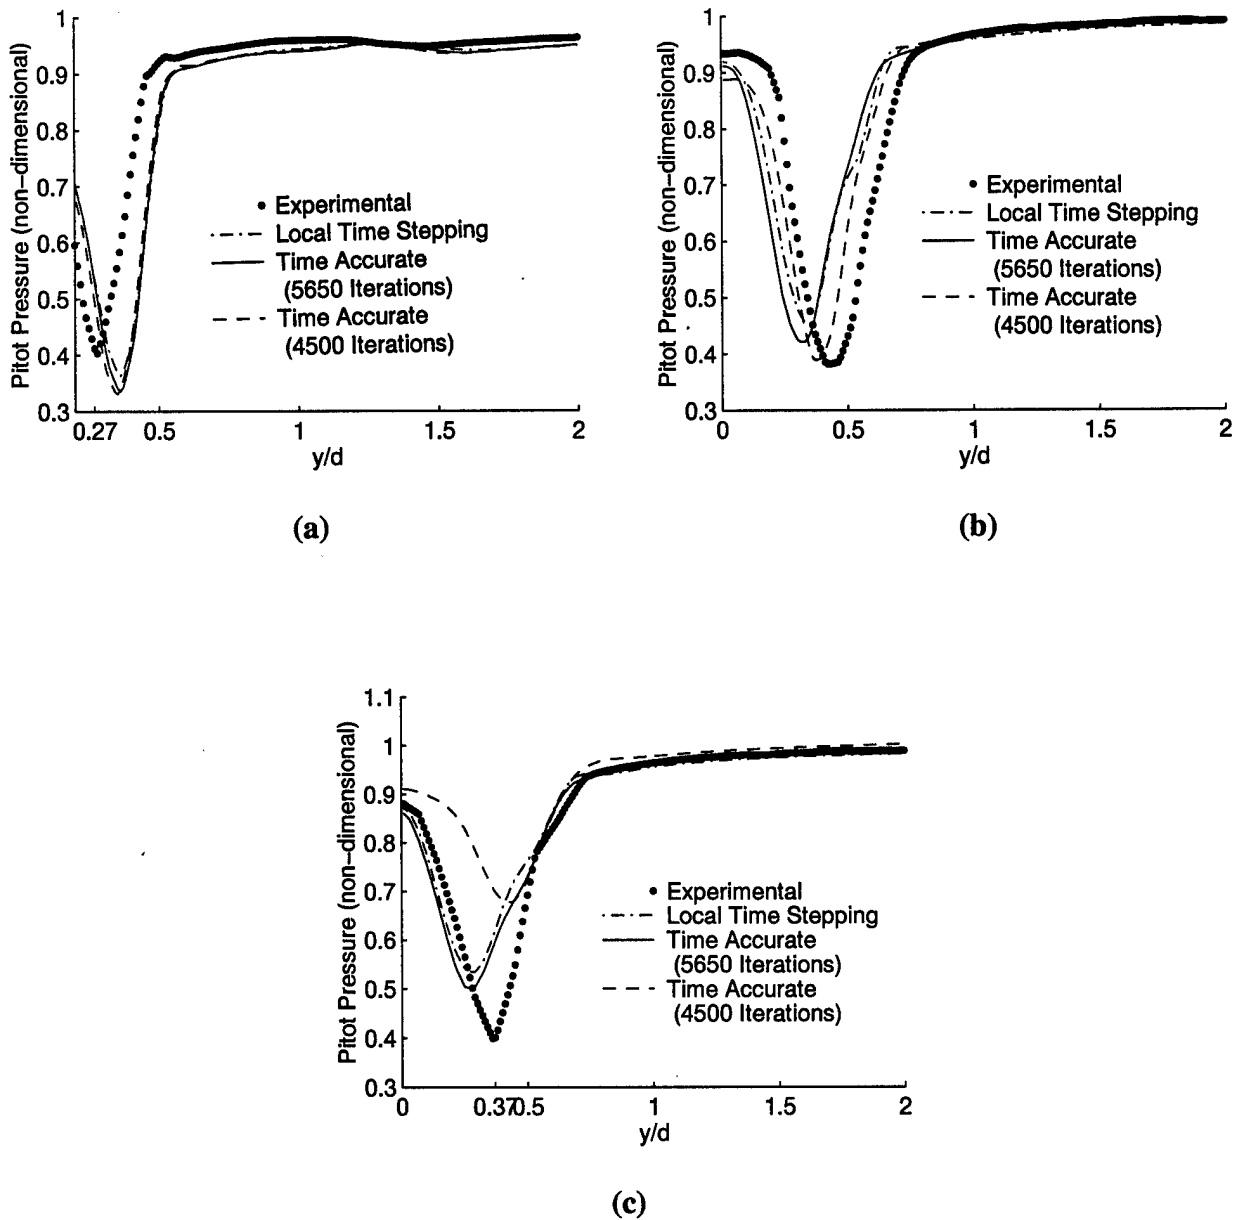 1
0.9
0.8
0.7
0.6
0.5
0.4
0.3
Pitot Pressure (non-dimensional)
Experimental
Local Time Stepping
Time Accurate
(5650 Iterations)
Time Accurate
(4500 Iterations)
0.27 0.5 1 1.5 2
y/d
(a)
1
0.9
0.8
0.7
0.6
0.5
0.4
0.3
Pitot Pressure (non-dimensional)
Experimental
Local Time Stepping
Time Accurate
(5650 Iterations)
Time Accurate
(4500 Iterations)
0 0.5 1 1.5 2
y/d
(b)
1.1
1
0.9
0.8
0.7
0.6
0.5
0.4
0.3
Pitot Pressure (non-dimensional)
Experimental
Local Time Stepping
Time Accurate
(5650 Iterations)
Time Accurate
(4500 Iterations)
0 0.37 0.5 1 1.5 2
y/d
(c)